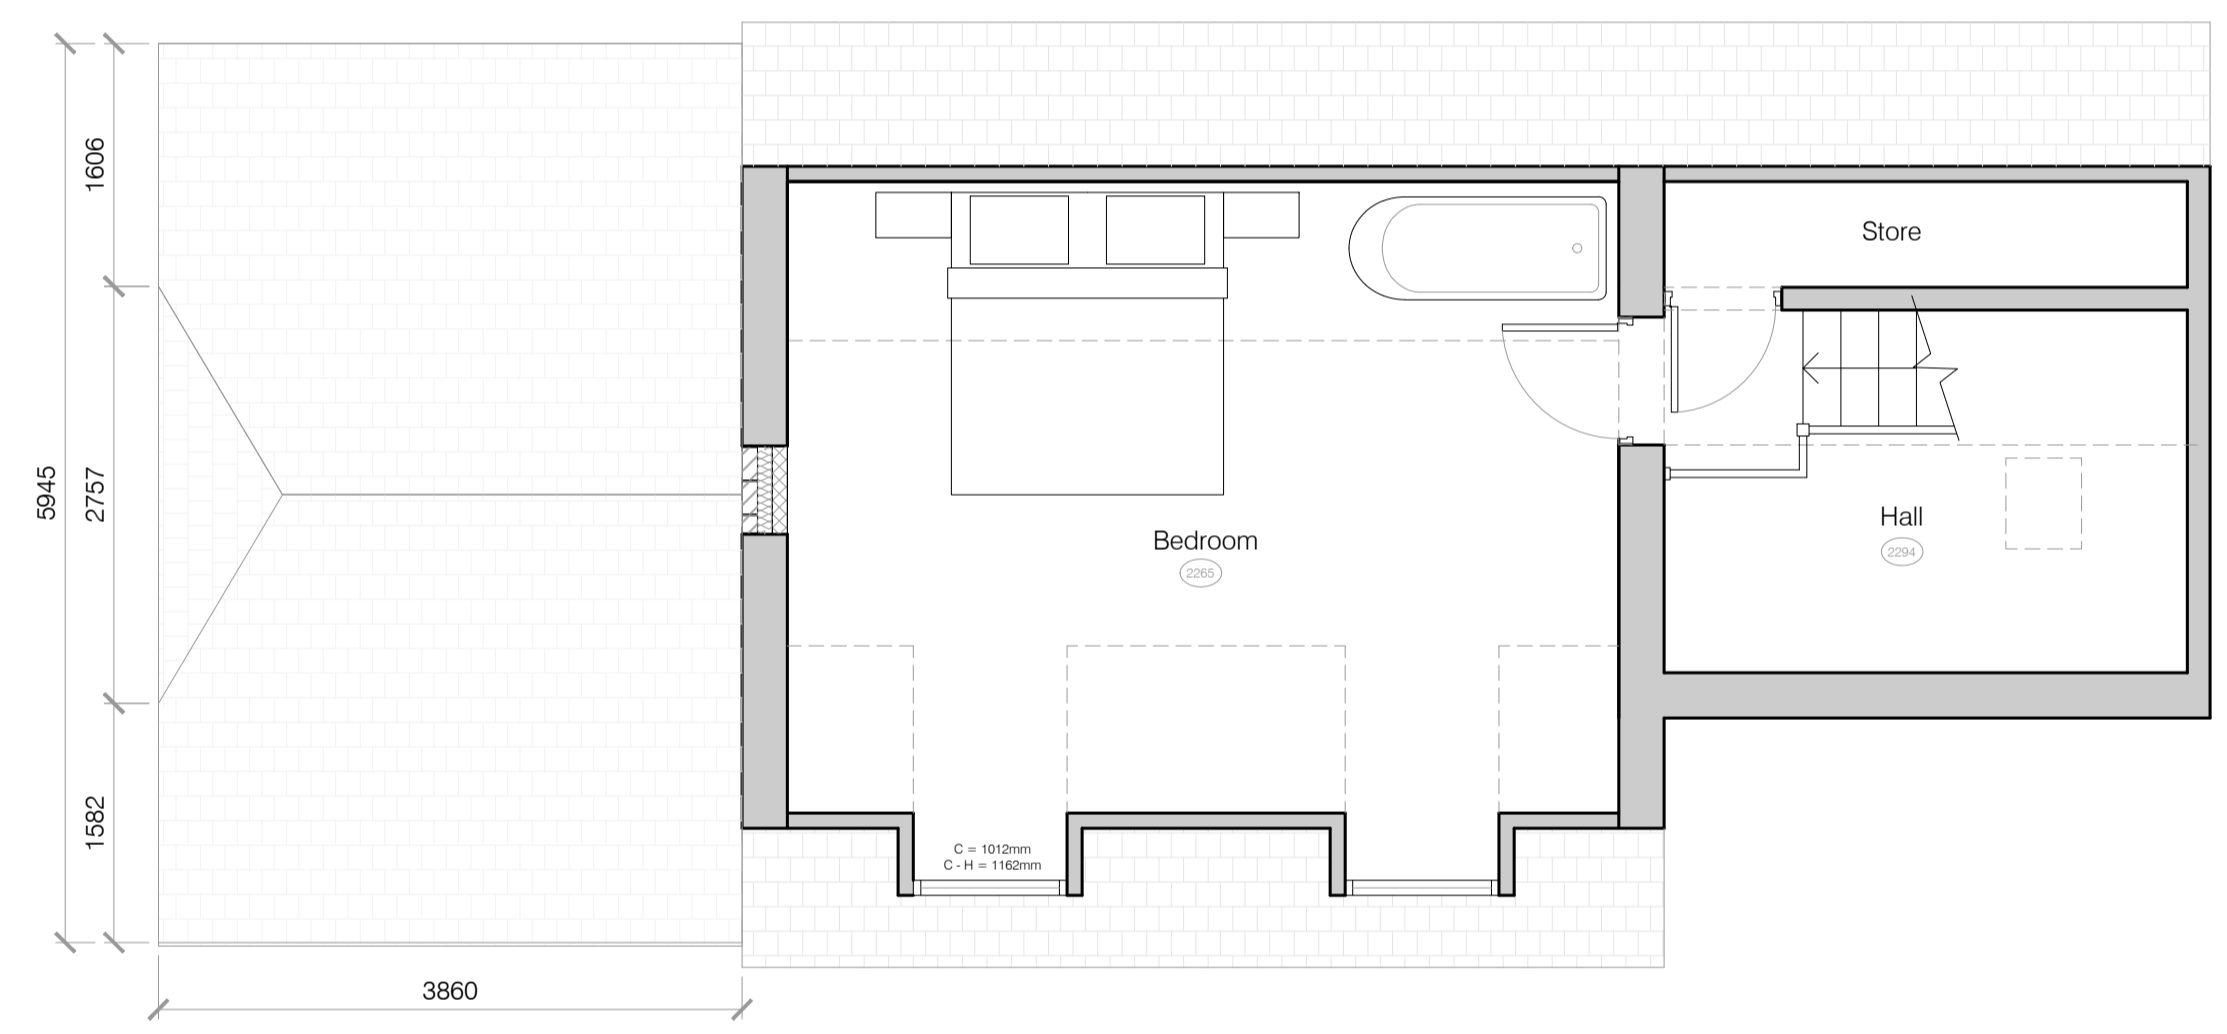 1606
Store
5945
2757
Hall
2294
Bedroom
2265
1582
C = 1012mm
C - H = 1162mm
3860